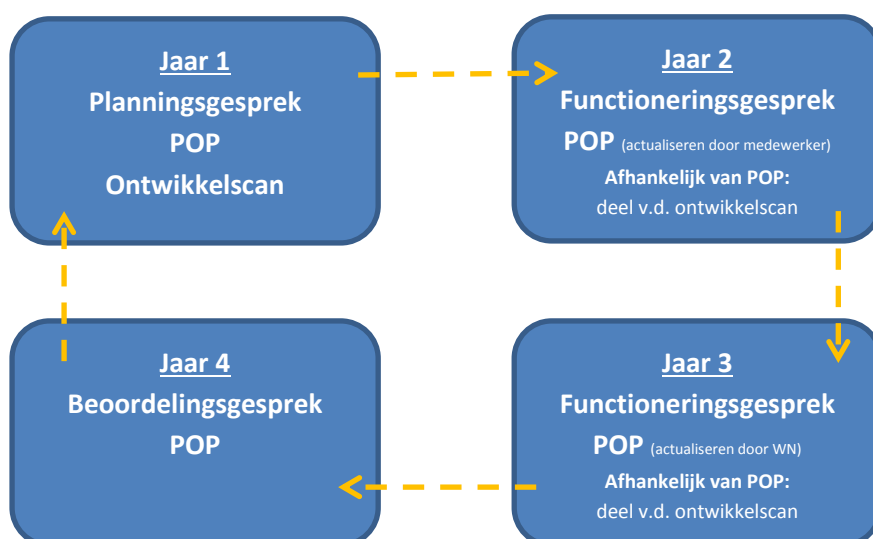 Jaar 1
Planningsgesprek
POP
Ontwikkelscan
Jaar 2
Functioneringsgesprek
POP (actualiseren door medewerker)
Afhankelijk van POP:
deel v.d. ontwikkelscan
Jaar 4
Beoordelingsgesprek
POP
Jaar 3
Functioneringsgesprek
POP (actualiseren door WN)
Afhankelijk van POP:
deel v.d. ontwikkelscan